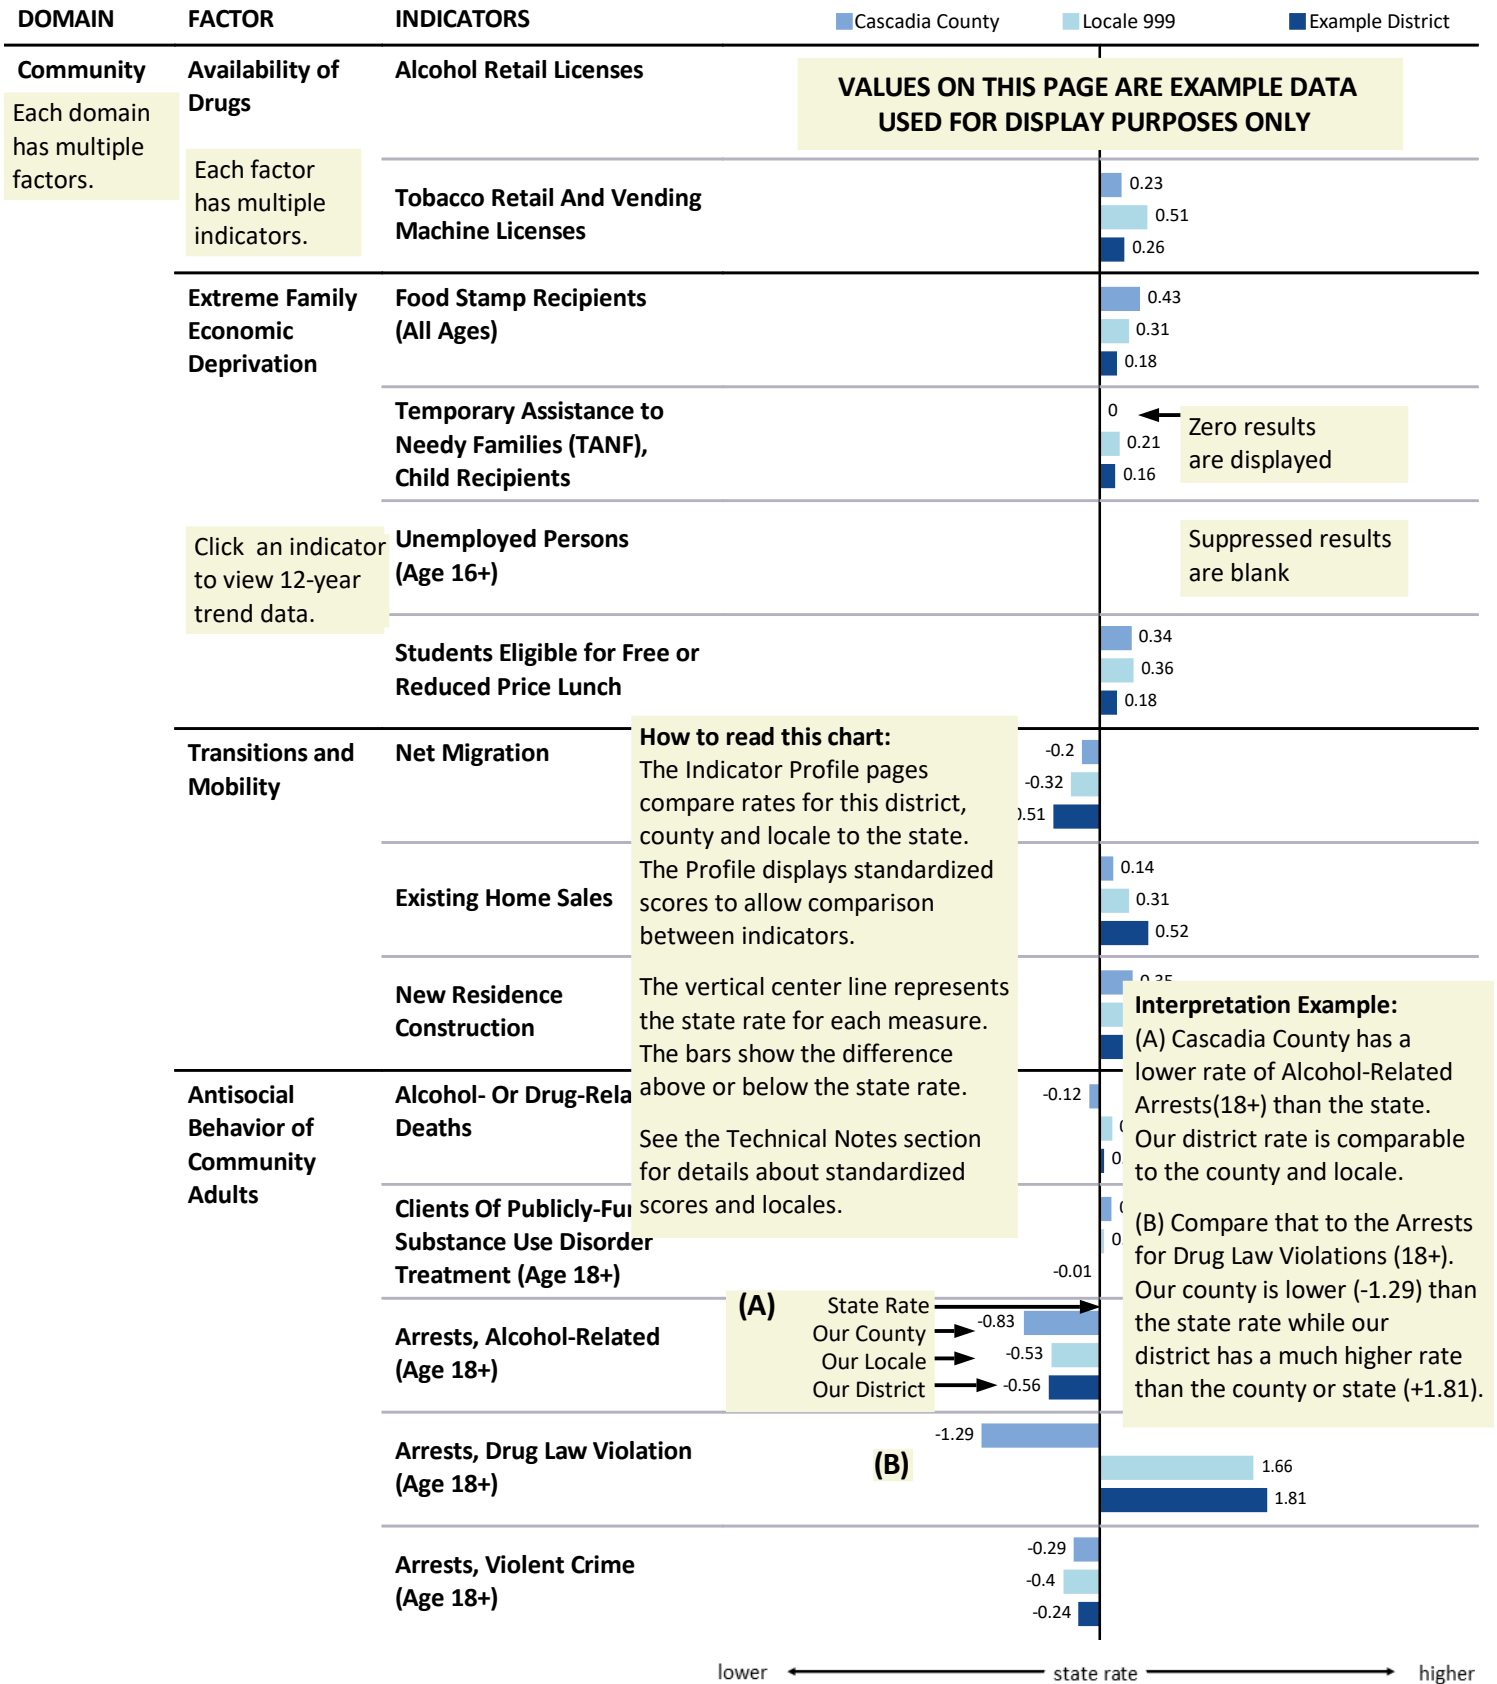 DOMAIN FACTOR INDICATORS Cascadia County Locale 999 Example District
Community Availability of Alcohol Retail Licenses
Drugs
VALUES ON THIS PAGE ARE EXAMPLE DATA
USED FOR DISPLAY PURPOSES ONLY
Each domain
has multiple
factors.
Each factor
has multiple
indicators.
Tobacco Retail And Vending
Machine Licenses
0.23
0.51
0.26
Extreme Family
Economic
Deprivation
Food Stamp Recipients
(All Ages)
0.43
0.31
0.18
Temporary Assistance to
Needy Families (TANF),
Child Recipients
0
0.21
0.16
Zero results
are displayed
Click an indicator
to view 12-year
trend data.
Unemployed Persons
(Age 16+)
Suppressed results
are blank
Students Eligible for Free or
Reduced Price Lunch
0.34
0.36
0.18
Transitions and
Mobility
Net Migration
-0.2
-0.32
.51
How to read this chart:
The Indicator Profile pages
compare rates for this district,
county and locale to the state.
The Profile displays standardized
scores to allow comparison
between indicators.
The vertical center line represents
the state rate for each measure.
The bars show the difference
above or below the state rate.
See the Technical Notes section
for details about standardized
scores and locales.
Existing Home Sales
0.14
0.31
0.52
New Residence
Construction
Interpretation Example:
(A) Cascadia County has a
lower rate of Alcohol-Related
Arrests(18+) than the state.
Our district rate is comparable
to the county and locale.
(B) Compare that to the Arrests
for Drug Law Violations (18+).
Our county is lower (-1.29) than
the state rate while our
district has a much higher rate
than the county or state (+1.81).
Antisocial
Behavior of
Community
Adults
Alcohol- Or Drug-Rela
Deaths
-0.12
0.
Clients Of Publicly-Fu
Substance Use Disorder
Treatment (Age 18+)
0.
-0.01
Arrests, Alcohol-Related
(Age 18+)
(A) State Rate
Our County -0.83
Our Locale -0.53
Our District -0.56
Arrests, Drug Law Violation
(Age 18+)
-1.29
(B)
1.66
1.81
Arrests, Violent Crime
(Age 18+)
-0.29
-0.4
-0.24
lower state rate higher